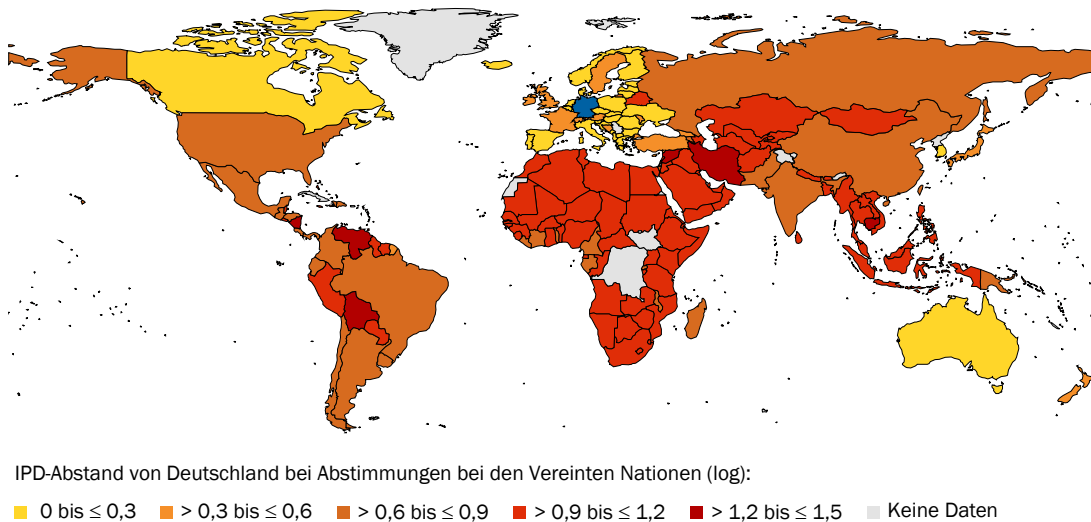 IPD-Abstand von Deutschland bei Abstimmungen bei den Vereinten Nationen (log):
0 bis ≤ 0,3 > 0,3 bis ≤ 0,6 > 0,6 bis ≤ 0,9 > 0,9 bis ≤ 1,2 > 1,2 bis ≤ 1,5 Keine Daten